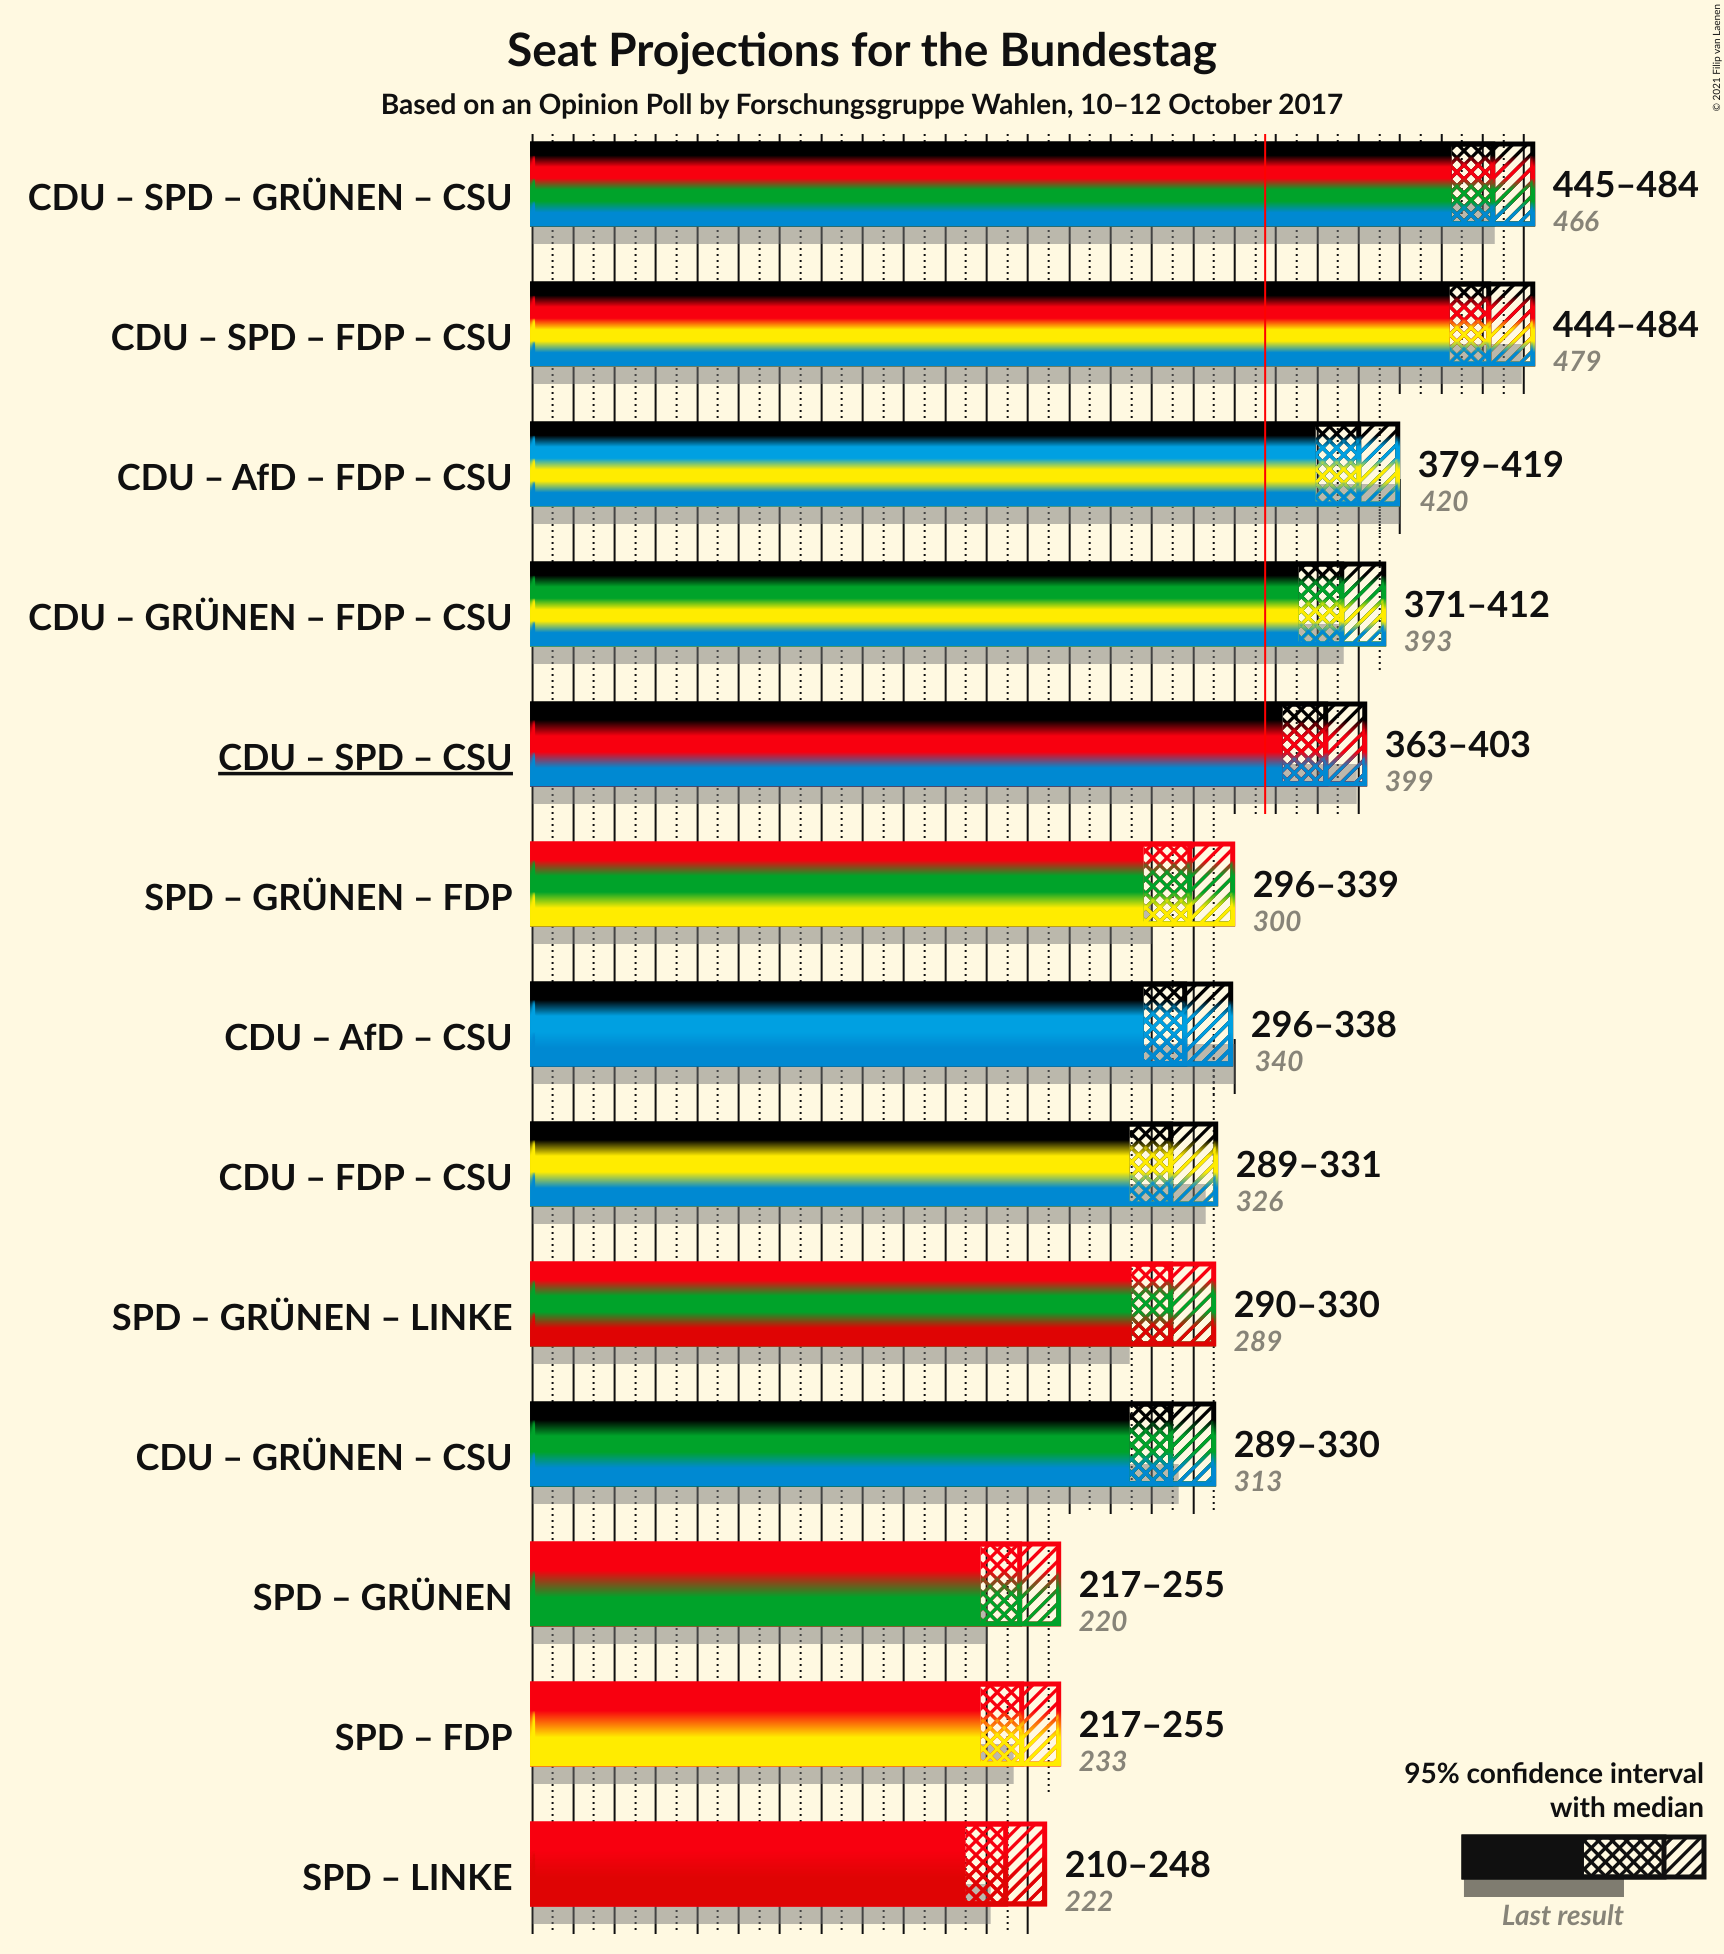 Seat Projections for the Bundestag
Based on an Opinion Poll by Forschungsgruppe Wahlen, 10–12 October 2017
© 2021 Filip van Laenen
CDU – SPD – GRÜNEN – CSU
445–484
466
CDU – SPD – FDP – CSU
444–484
479
CDU – AfD – FDP – CSU
379–419
420
CDU – GRÜNEN – FDP – CSU
371–412
393
CDU – SPD – CSU
363–403
399
SPD – GRÜNEN – FDP
296–339
300
CDU – AfD – CSU
296–338
340
CDU – FDP – CSU
289–331
326
SPD – GRÜNEN – LINKE
290–330
289
CDU – GRÜNEN – CSU
289–330
313
SPD – GRÜNEN
217–255
220
SPD – FDP
217–255
233
SPD – LINKE
210–248
222
95% confidence interval
with median
Last result